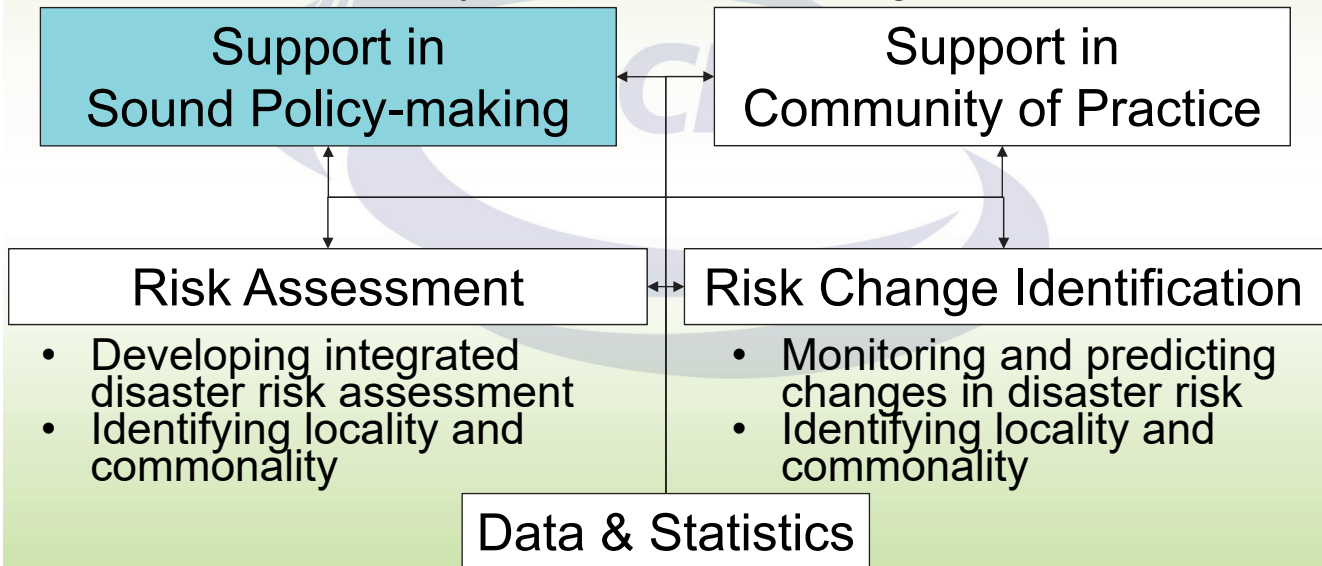 Support in
Sound Policy-making
Support in
Community of Practice
Risk Assessment
Risk Change Identification
• Developing integrated
disaster risk assessment
• Identifying locality and
commonality
• Monitoring and predicting
changes in disaster risk
• Identifying locality and
commonality
Data & Statistics